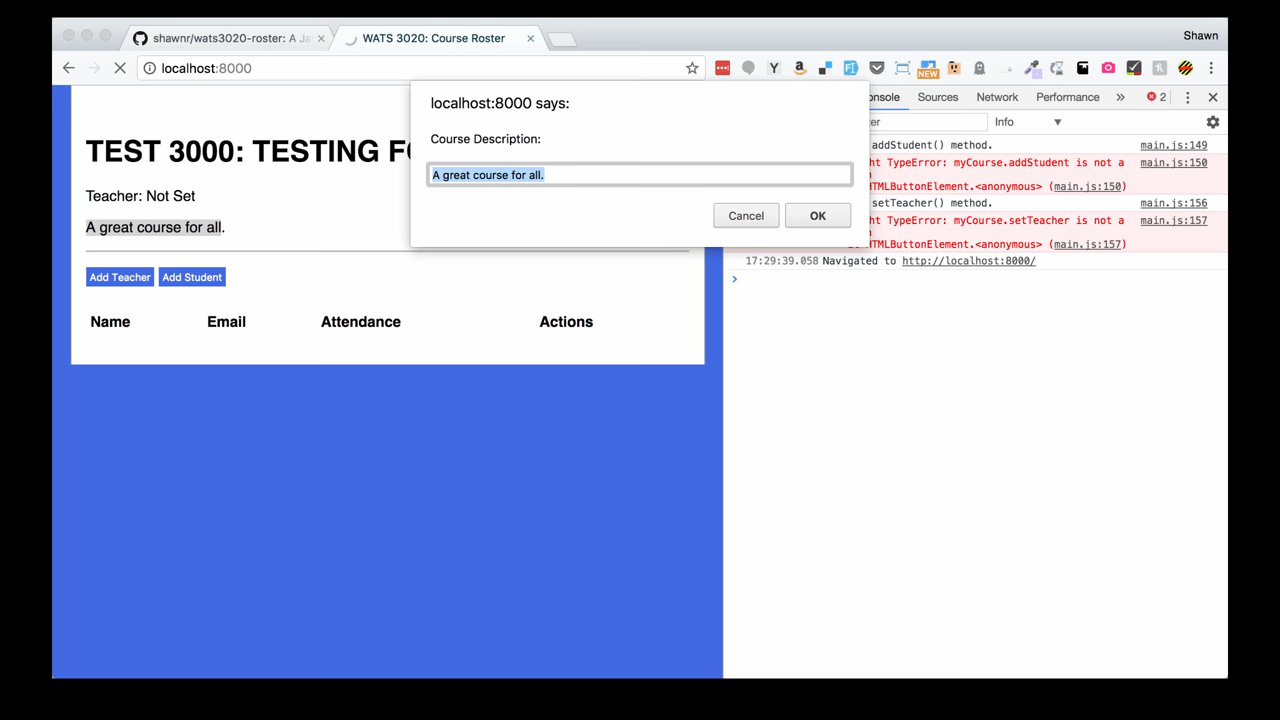 shawnr/wats3020-roster: A Ja
WATS 3020: Course Roster
Shawn
localhost:8000
Y
a
NEW
localhost:8000 says:
Course Description:
A great course for all.
Cancel
OK
TEST 3000: TESTING FO
Teacher: Not Set
A great course for all.
Add Teacher
Add Student
Name Email Attendance Actions
onsole Sources Network Performance » 2
er Info
addStudent() method. main.js:149
ht TypeError: myCourse.addStudent is not a main.js:150
HTMLButtonElement.<anonymous> (main.js:150)
setTeacher() method. main.js:156
ht TypeError: myCourse.setTeacher is not a main.js:157
HTMLButtonElement.<anonymous> (main.js:157)
17:29:39.058 Navigated to http://localhost:8000/